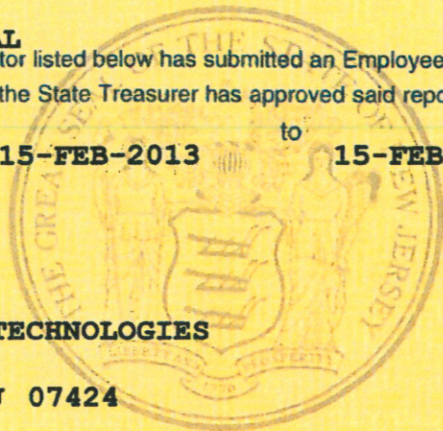 AL
tor listed below has submitted an Employee
the State Treasurer has approved said repo
to
15-FEB-2013 15-FEB
THE GREAT SEAL OF THE STATE OF NEW JERSEY
LIBERTY AND PROSPERITY
1776
TECHNOLOGIES
07424